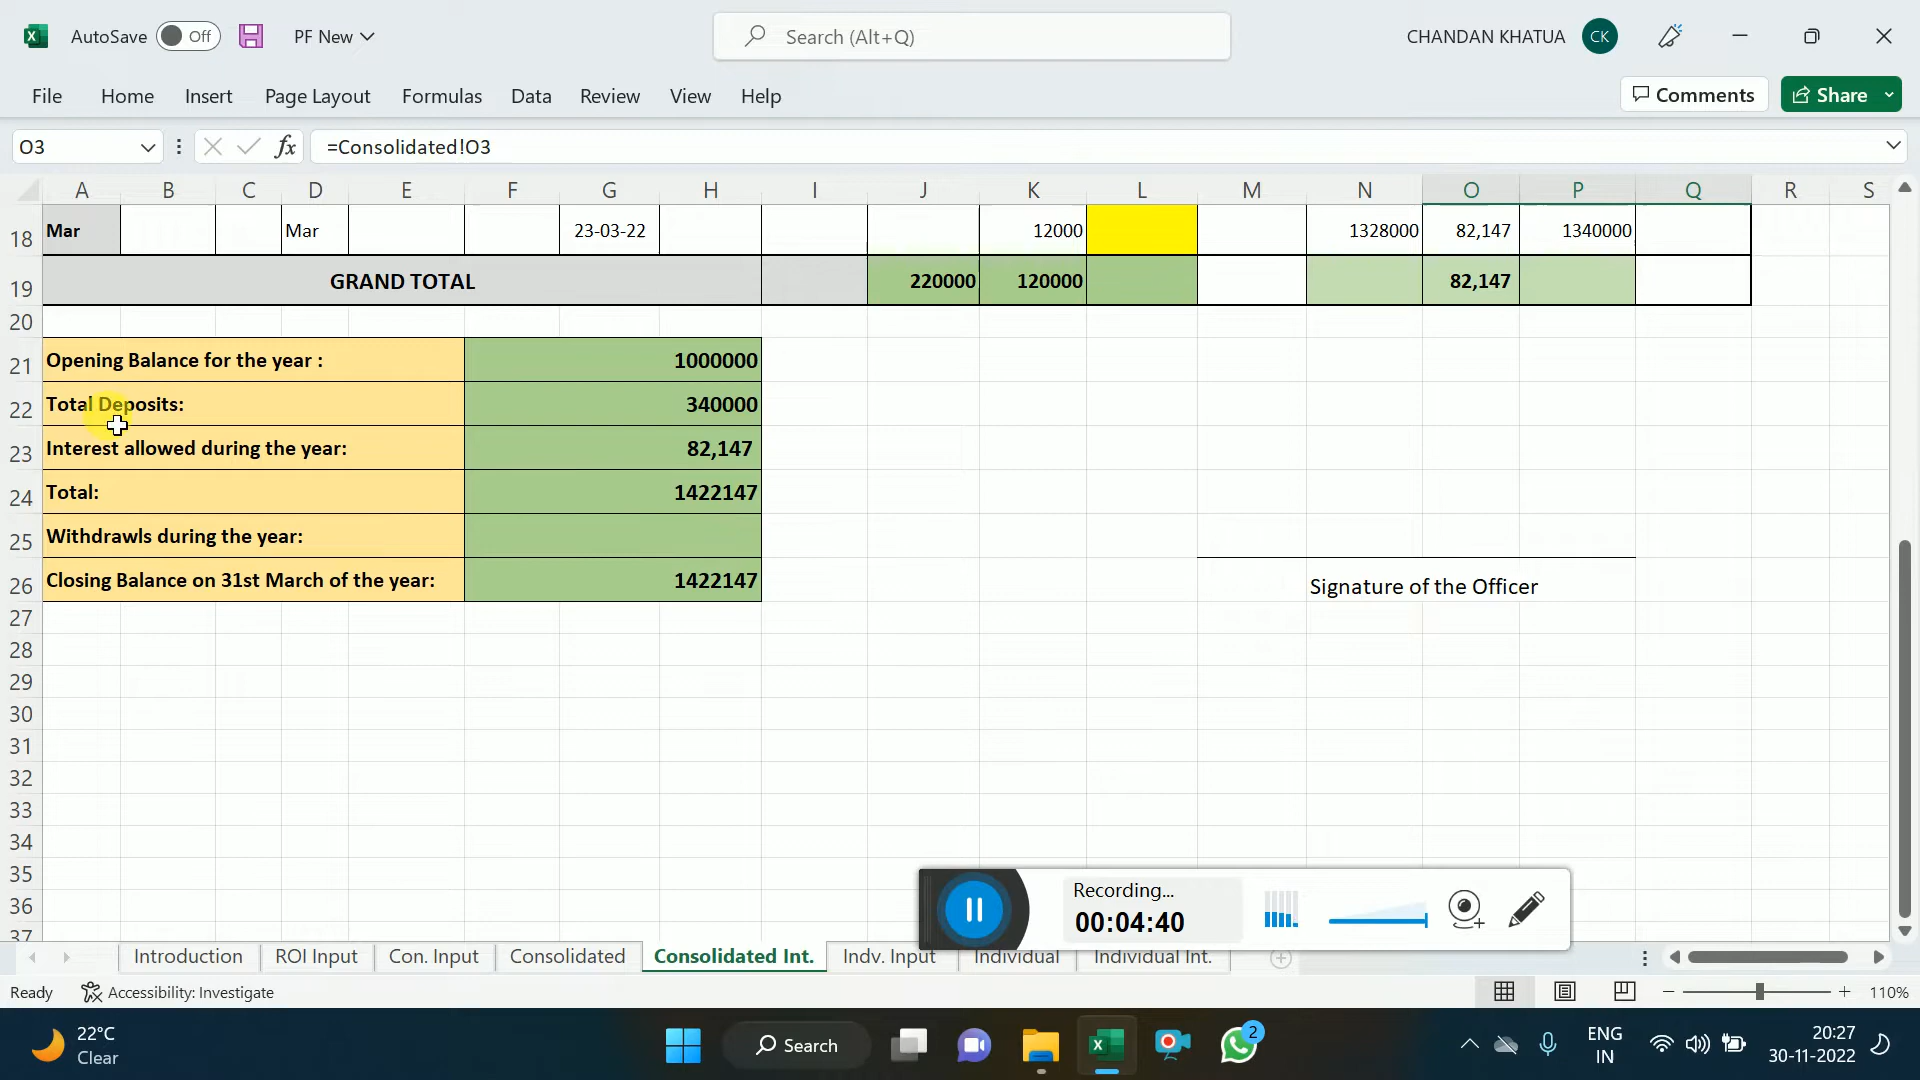 AutoSave Off PF New Search (Alt+Q) CHANDAN KHATUA CK
File Home Insert Page Layout Formulas Data Review View Help Comments Share
O3 fx =Consolidated!O3
A B C D E F G H I J K L M N O P Q R S
18 Mar Mar 23-03-22 12000 1328000 82,147 1340000
19 GRAND TOTAL 220000 120000 82,147
20
21 Opening Balance for the year : 1000000
22 Total Deposits: 340000
23 Interest allowed during the year: 82,147
24 Total: 1422147
25 Withdrawls during the year:
26 Closing Balance on 31st March of the year: 1422147 Signature of the Officer
27
28
29
30
31
32
33
34
35
36
37
Recording...
00:04:40
Introduction ROI Input Con. Input Consolidated Consolidated Int. Indv. Input Individual Individual Int.
Ready Accessibility: Investigate 110%
22°C
Clear
Search
2
ENG
IN
20:27
30-11-2022